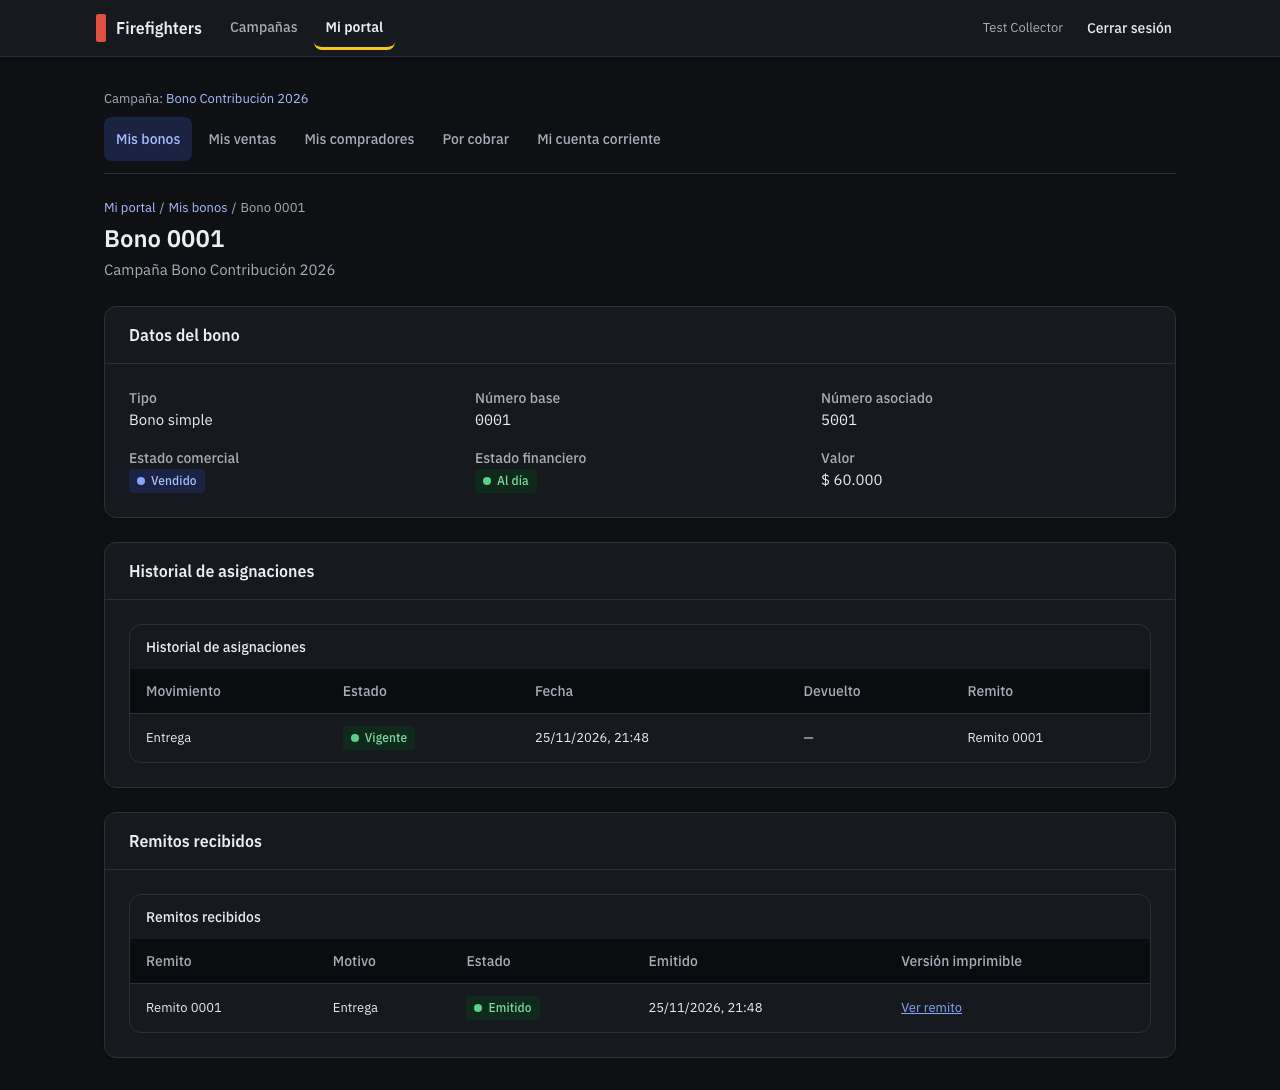 Firefighters Campañas Mi portal Test Collector Cerrar sesión
Campaña: Bono Contribución 2026
Mis bonos Mis ventas Mis compradores Por cobrar Mi cuenta corriente
Mi portal / Mis bonos / Bono 0001
Bono 0001
Campaña Bono Contribución 2026
Datos del bono
Tipo Número base Número asociado
Bono simple 0001 5001
Estado comercial Estado financiero Valor
Vendido Al día $ 60.000
Historial de asignaciones
Historial de asignaciones
Movimiento Estado Fecha Devuelto Remito
Entrega Vigente 25/11/2026, 21:48 — Remito 0001
Remitos recibidos
Remitos recibidos
Remito Motivo Estado Emitido Versión imprimible
Remito 0001 Entrega Emitido 25/11/2026, 21:48 Ver remito